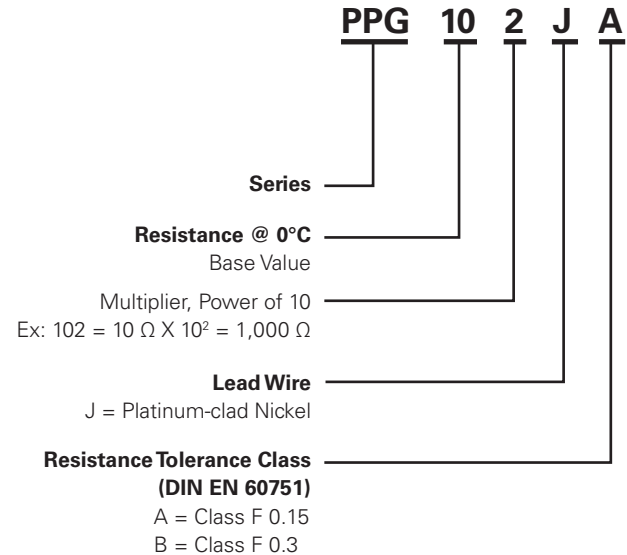 PPG 10 2 J A
Series
Resistance @ 0°C
Base Value
Multiplier, Power of 10
Ex: 102 = 10 Ω X 10² = 1,000 Ω
Lead Wire
J = Platinum-clad Nickel
Resistance Tolerance Class
(DIN EN 60751)
A = Class F 0.15
B = Class F 0.3